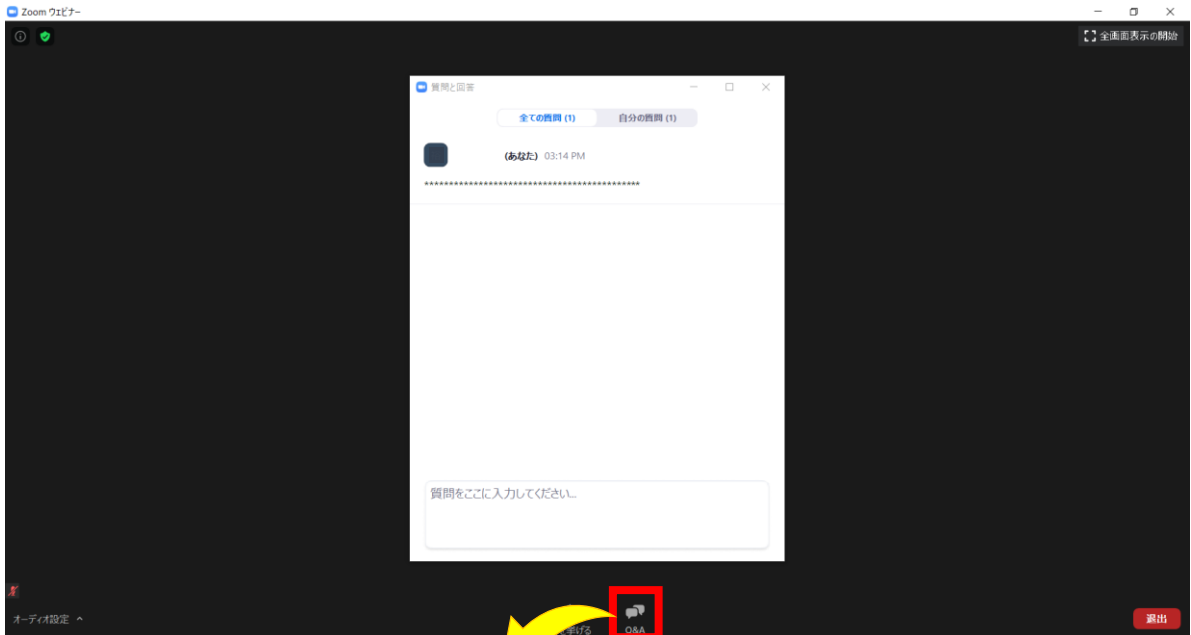 Zoom ウェビナー
全画面表示の開始
質問と回答
全ての質問 (1)
自分の質問 (1)
(あなた) 03:14 PM
********************************************
質問をここに入力してください...
オーディオ設定
挙げる
Q&A
退出